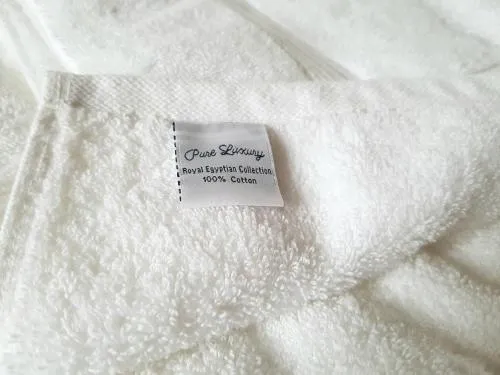 Pure Luxury
Royal Egyptian Collection
100% Cotton